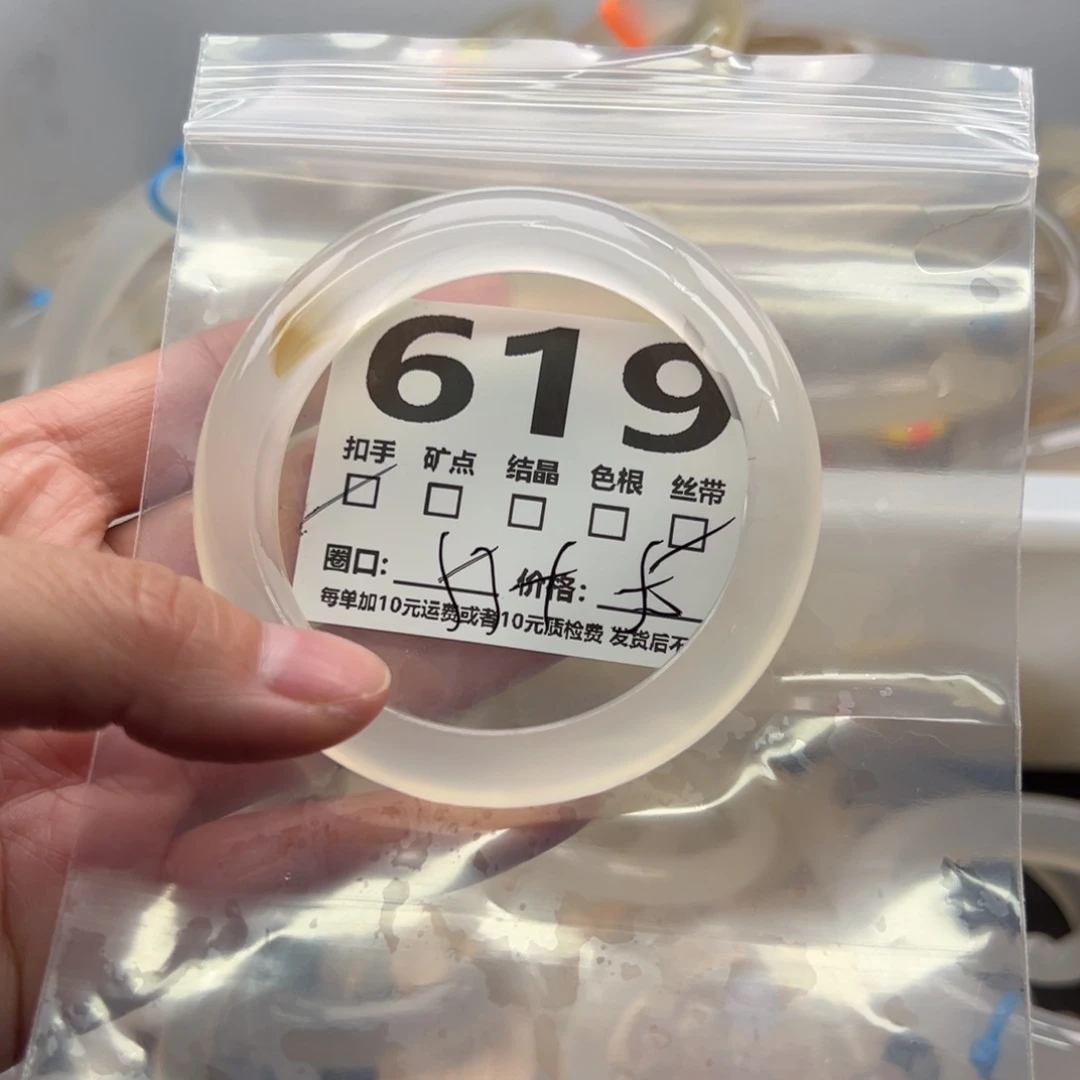 619
扣手 矿点 结晶 色根 丝带
圈口: 价格:
每单加10元运费或者10元质检费 发货后不